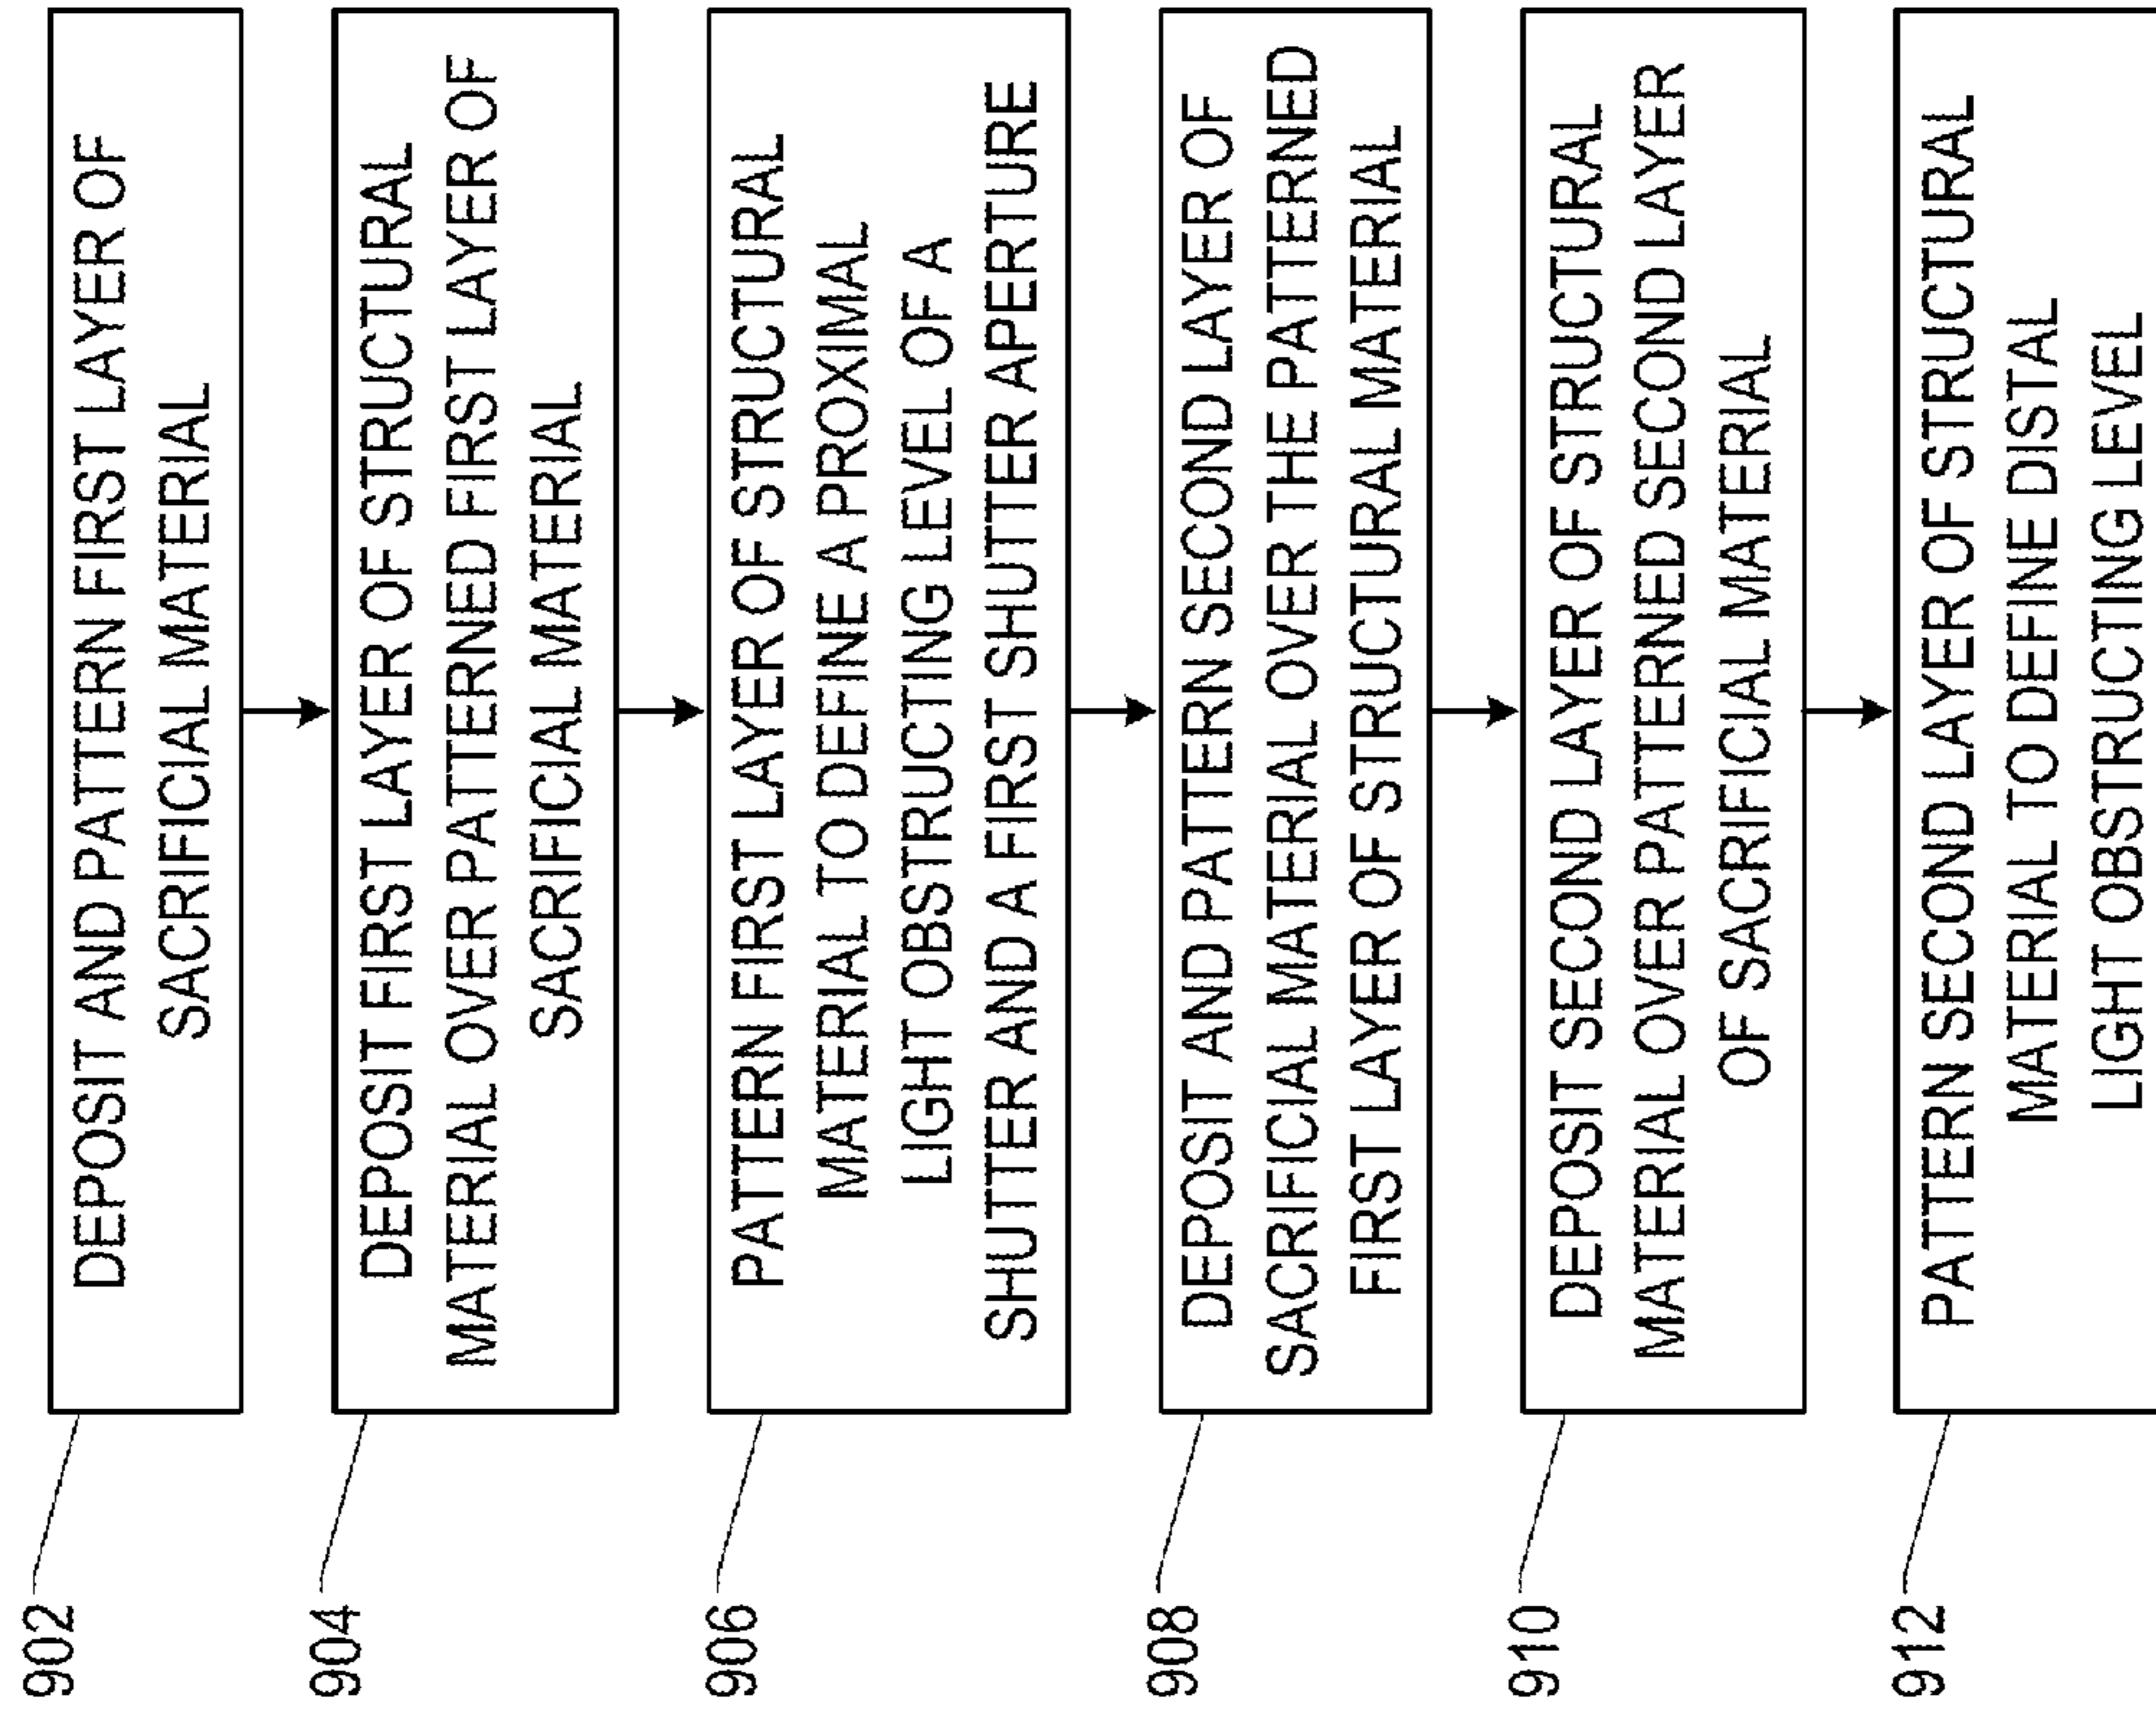 902
DEPOSIT AND PATTERN FIRST LAYER OF
SACRIFICIAL MATERIAL
904
DEPOSIT FIRST LAYER OF STRUCTURAL
MATERIAL OVER PATTERNED FIRST LAYER OF
SACRIFICIAL MATERIAL
906
PATTERN FIRST LAYER OF STRUCTURAL
MATERIAL TO DEFINE A PROXIMAL
LIGHT OBSTRUCTING LEVEL OF A
SHUTTER AND A FIRST SHUTTER APERTURE
908
DEPOSIT AND PATTERN SECOND LAYER OF
SACRIFICIAL MATERIAL OVER THE PATTERNED
FIRST LAYER OF STRUCTURAL MATERIAL
910
DEPOSIT SECOND LAYER OF STRUCTURAL
MATERIAL OVER PATTERNED SECOND LAYER
OF SACRIFICIAL MATERIAL
912
PATTERN SECOND LAYER OF STRUCTURAL
MATERIAL TO DEFINE DISTAL
LIGHT OBSTRUCTING LEVEL